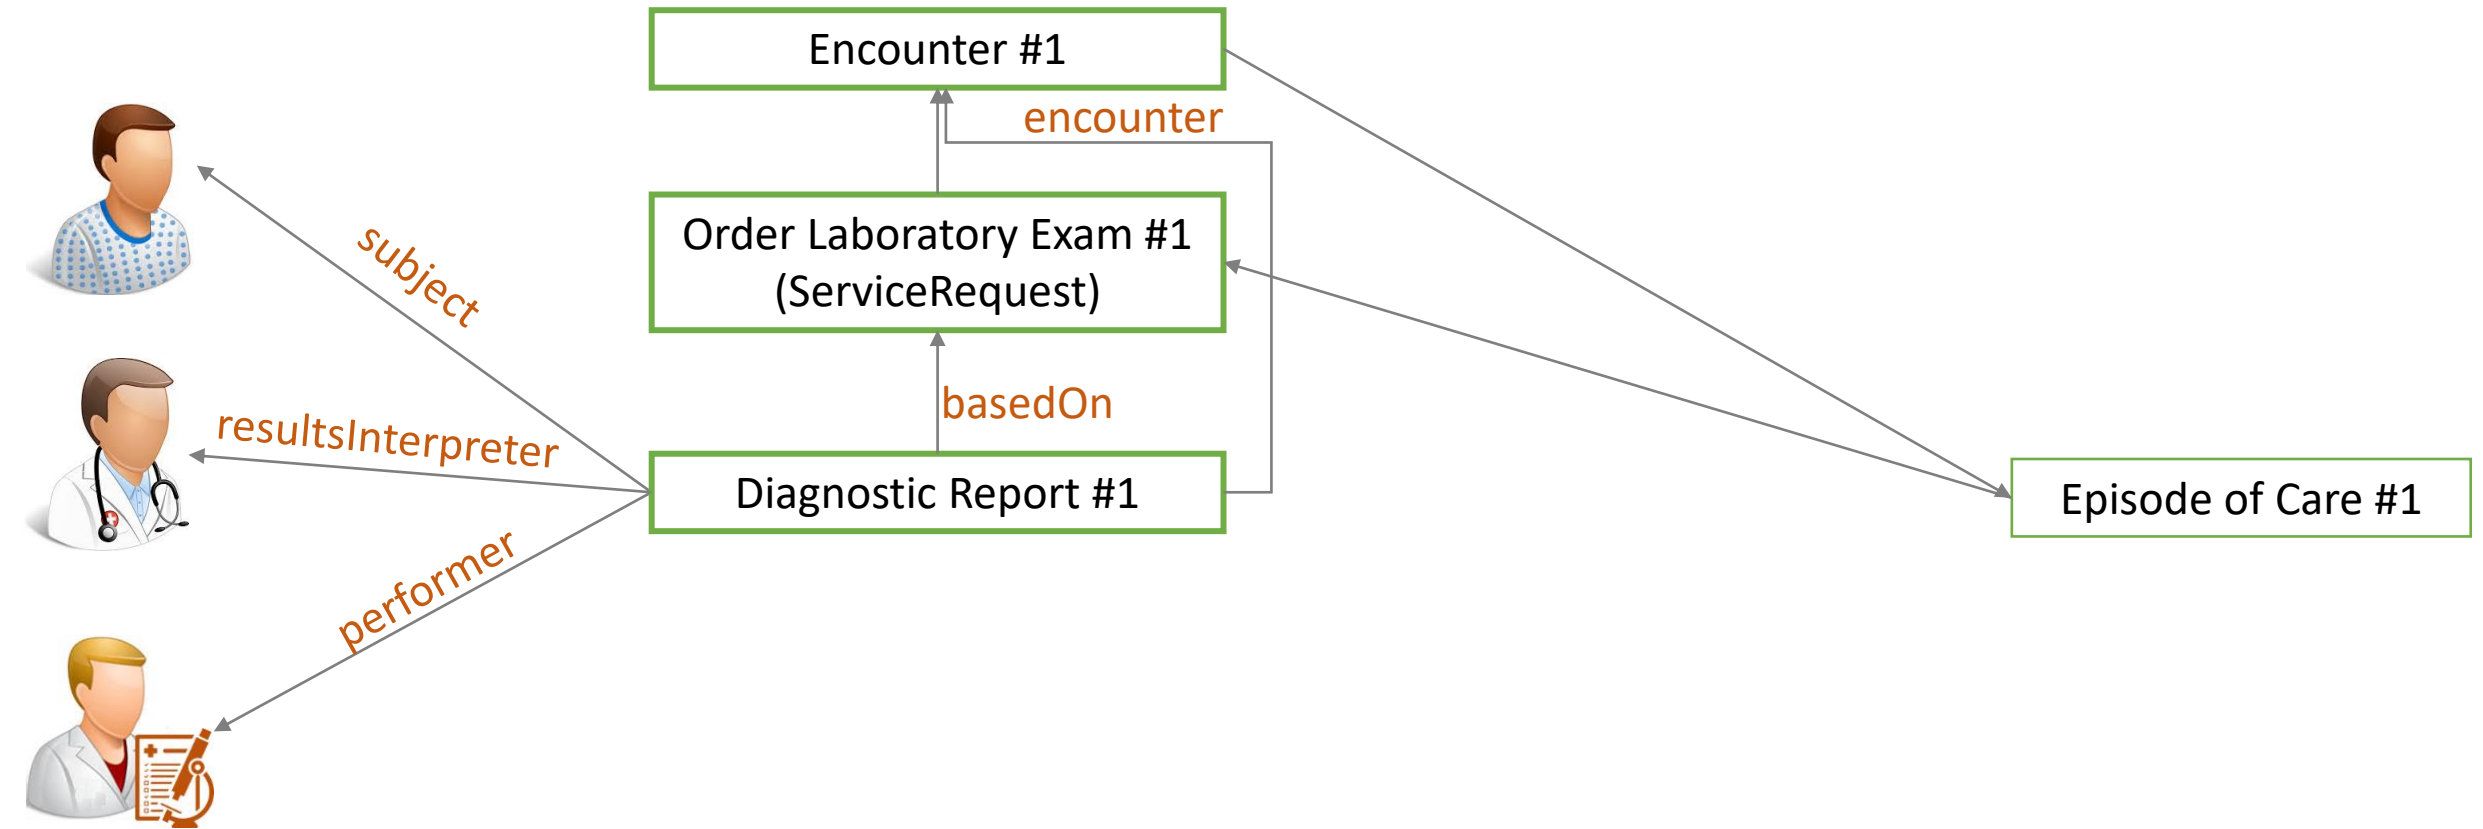 Encounter #1
encounter
subject
Order Laboratory Exam #1
(ServiceRequest)
resultsInterpreter
basedOn
Diagnostic Report #1
Episode of Care #1
performer